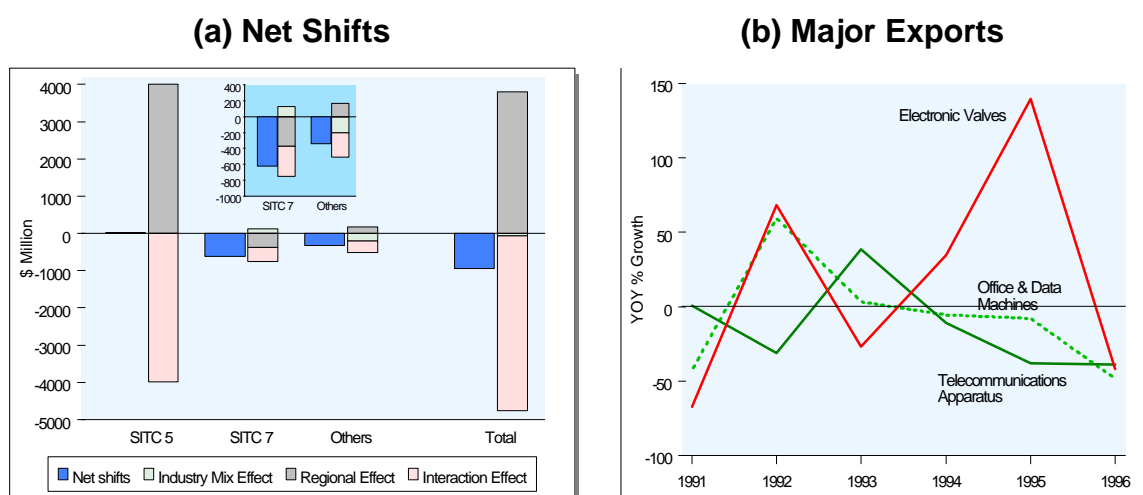 (a) Net Shifts
(b) Major Exports
4000
3000
2000
1000
0
-1000
-2000
-3000
-4000
-5000
$ Million
400
200
0
-200
-400
-600
-800
-1000
SITC 7
Others
SITC 5
SITC 7
Others
Total
Net shifts
Industry Mix Effect
Regional Effect
Interaction Effect
150
100
50
0
-50
-100
YOY % Growth
Electronic Valves
Office & Data
Machines
Telecommunications
Apparatus
1991
1992
1993
1994
1995
1996